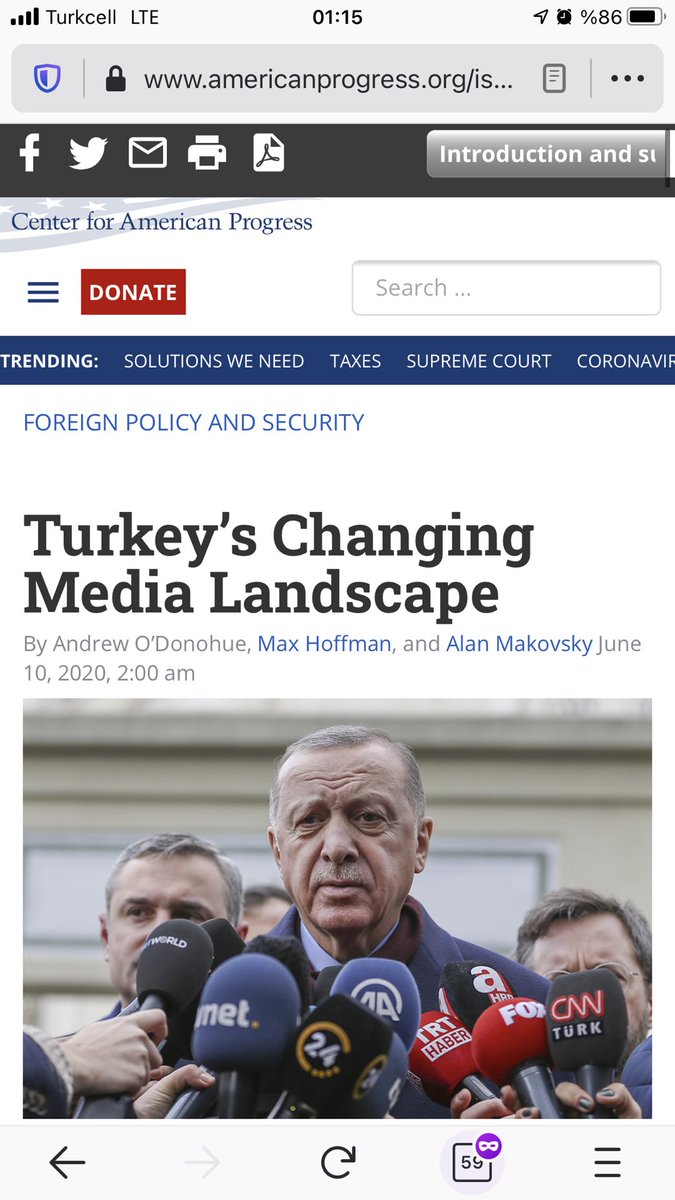 Turkcell LTE 01:15 %86
www.americanprogress.org/is...
Introduction and su
Center for American Progress
DONATE
Search ...
TRENDING: SOLUTIONS WE NEED TAXES SUPREME COURT CORONAVIR
FOREIGN POLICY AND SECURITY
Turkey's Changing
Media Landscape
By Andrew O'Donohue, Max Hoffman, and Alan Makovsky June
10, 2020, 2:00 am
WORLD
net.
24
AA
a
HBR
TRT
HABER
FOX
CNN
TÜRK
59